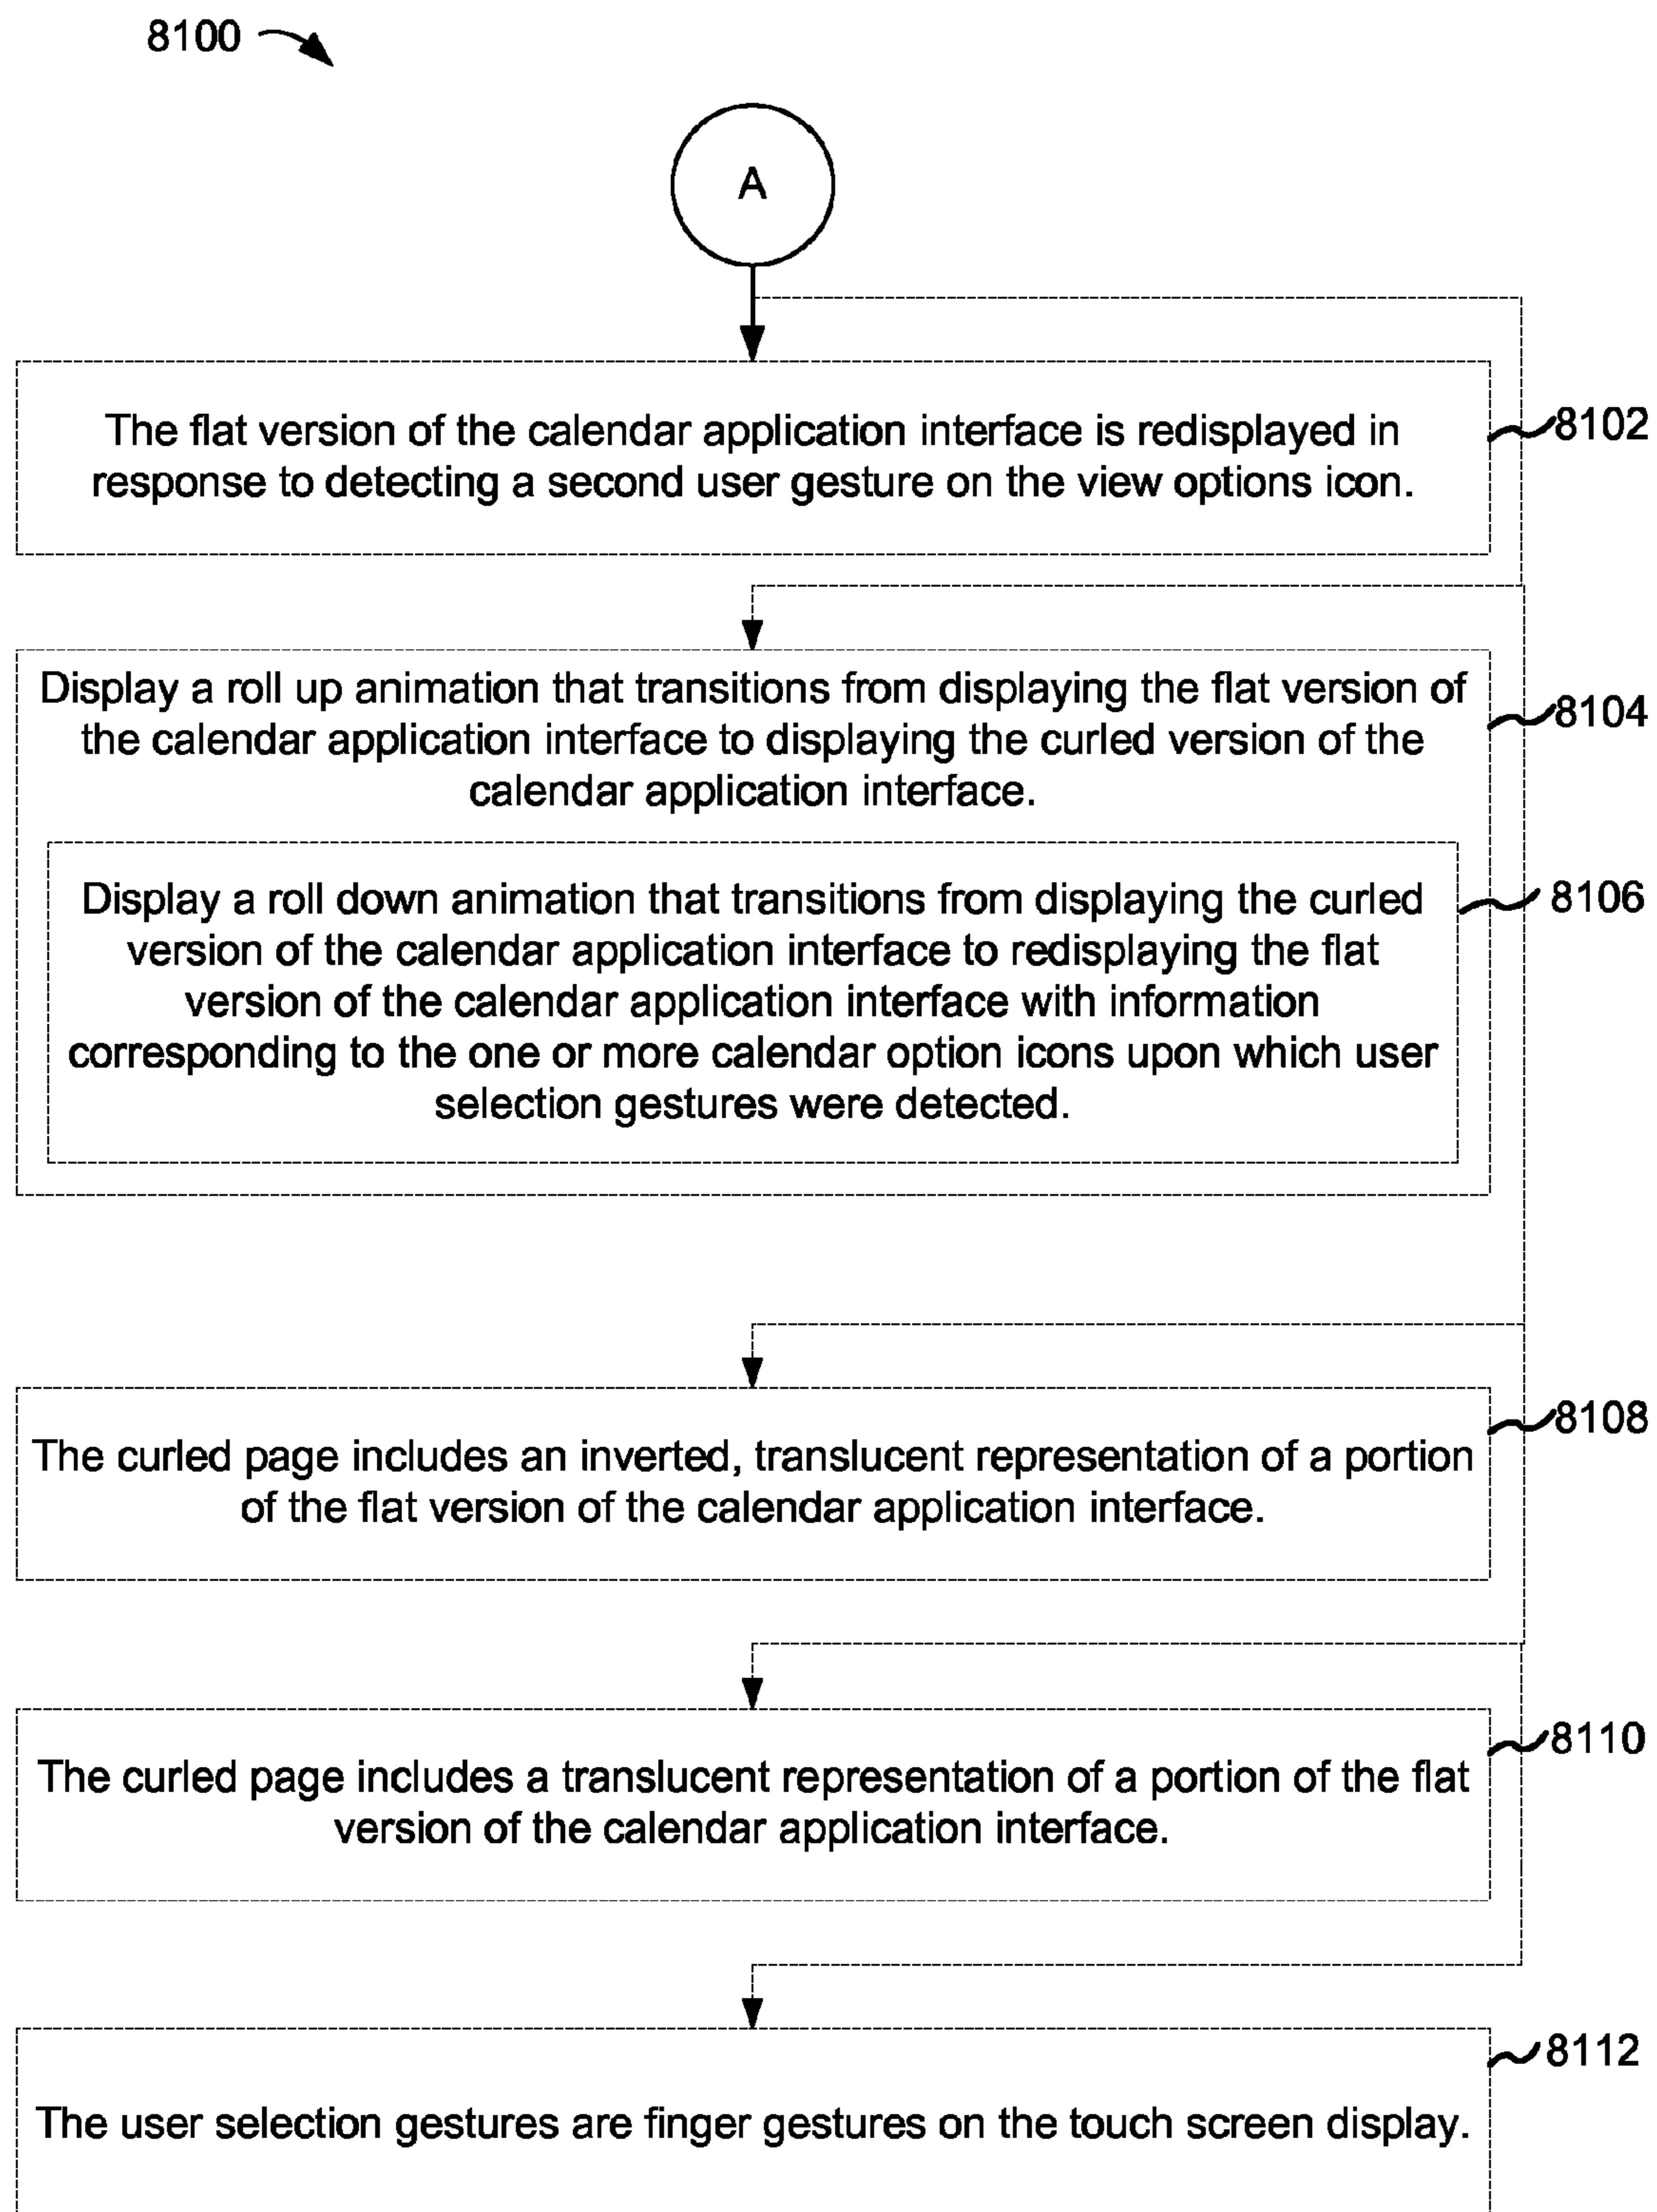 8100
A
The flat version of the calendar application interface is redisplayed in
response to detecting a second user gesture on the view options icon.
8102
Display a roll up animation that transitions from displaying the flat version of
the calendar application interface to displaying the curled version of the
calendar application interface.
8104
Display a roll down animation that transitions from displaying the curled
version of the calendar application interface to redisplaying the flat
version of the calendar application interface with information
corresponding to the one or more calendar option icons upon which user
selection gestures were detected.
8106
The curled page includes an inverted, translucent representation of a portion
of the flat version of the calendar application interface.
8108
The curled page includes a translucent representation of a portion of the flat
version of the calendar application interface.
8110
The user selection gestures are finger gestures on the touch screen display.
8112